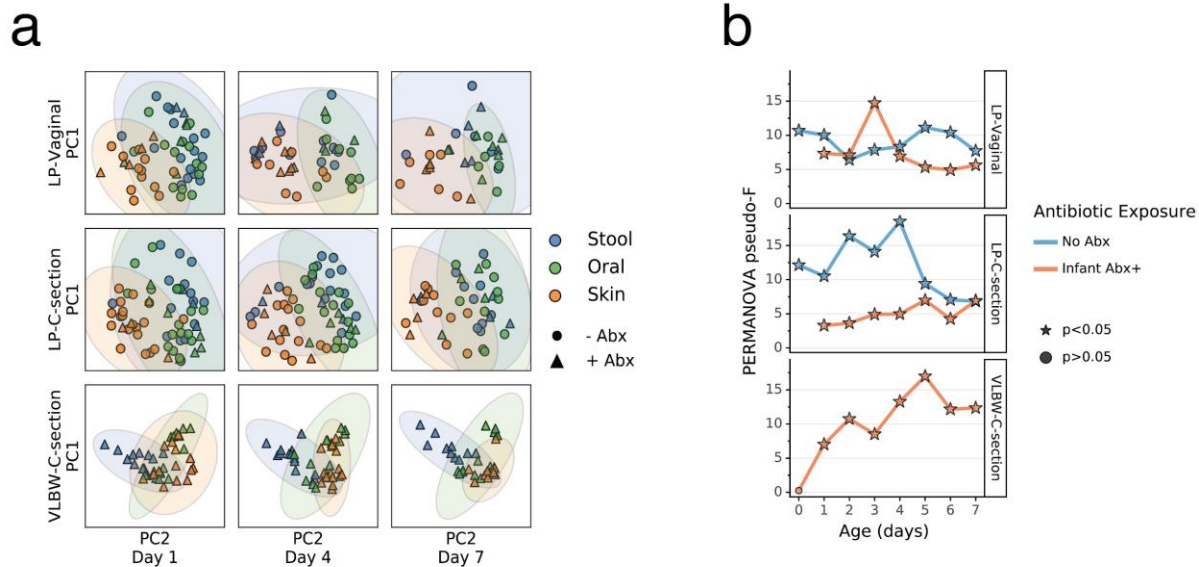 a
LP-Vaginal
PC1
LP-C-section
PC1
VLBW-C-section
PC1
PC2
Day 1
PC2
Day 4
PC2
Day 7
Stool
Oral
Skin
- Abx
+ Abx
b
PERMANOVA pseudo-F
15
10
5
0
LP-Vaginal
15
10
5
0
LP-C-section
15
10
5
0
VLBW-C-section
0 1 2 3 4 5 6 7
Age (days)
Antibiotic Exposure
No Abx
Infant Abx+
p<0.05
p>0.05